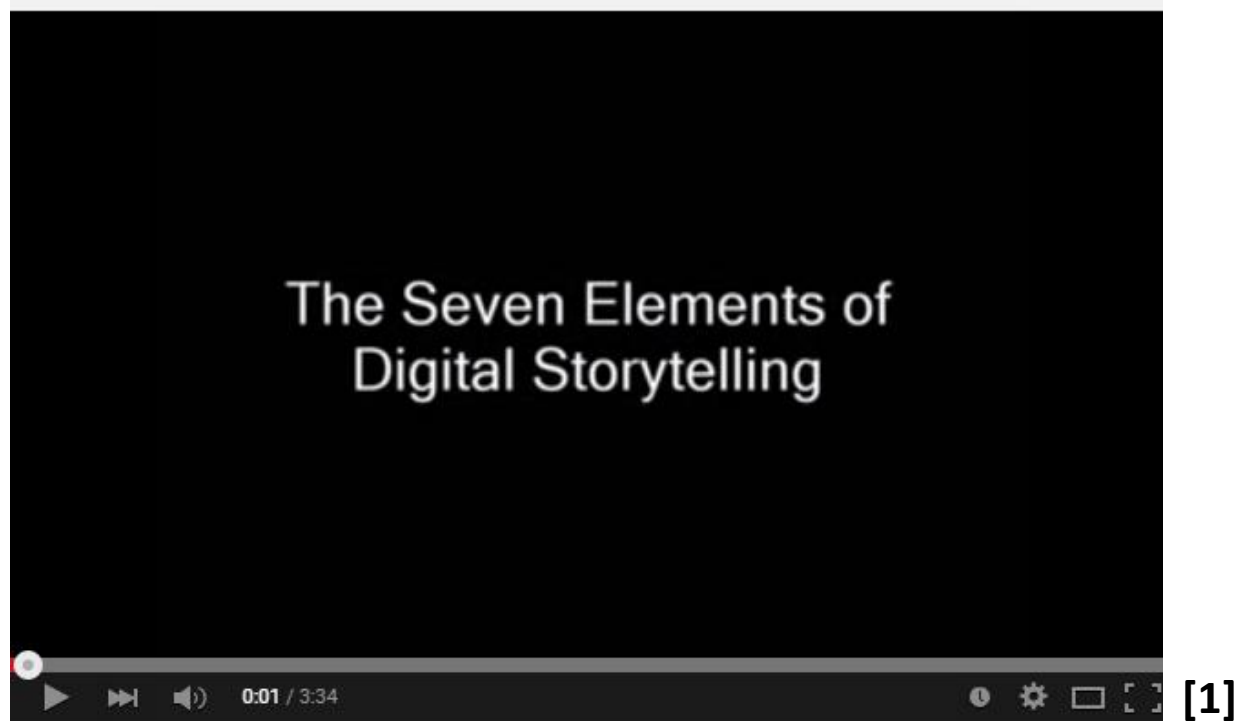 The Seven Elements of
Digital Storytelling
0:01 / 3:34
[1]